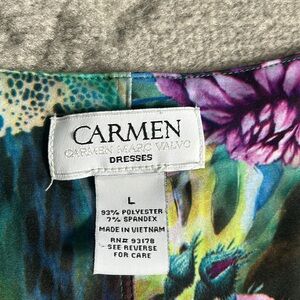 CARMEN
CARMEN MARC VALVO
DRESSES
L
93% POLYESTER
7% SPANDEX
MADE IN VIETNAM
RN# 93178
SEE REVERSE
FOR CARE